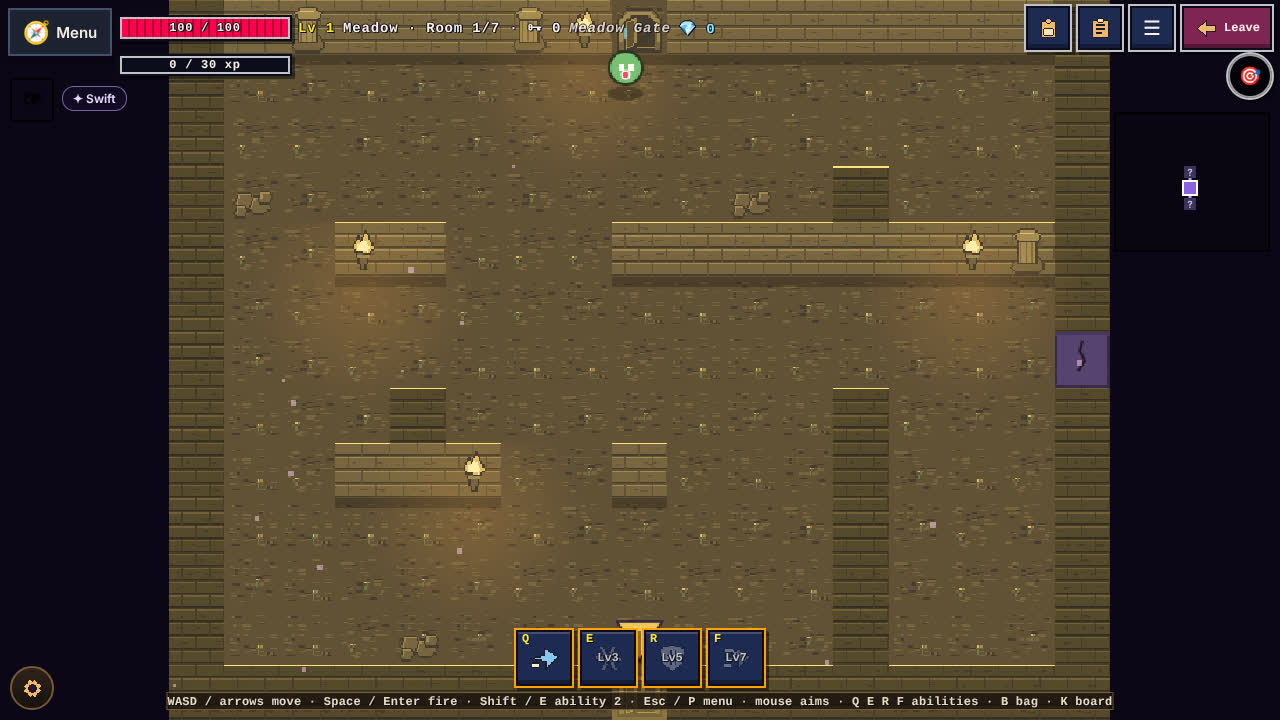 Menu
100 / 100
LV 1 Meadow · Room 1/7 · 0 Meadow Gate 0
Leave
0 / 30 xp
✦ Swift
?
?
Q
E Lv3
R Lv5
F Lv7
WASD / arrows move · Space / Enter fire · Shift / E ability 2 · Esc / P menu · mouse aims · Q E R F abilities · B bag · K board